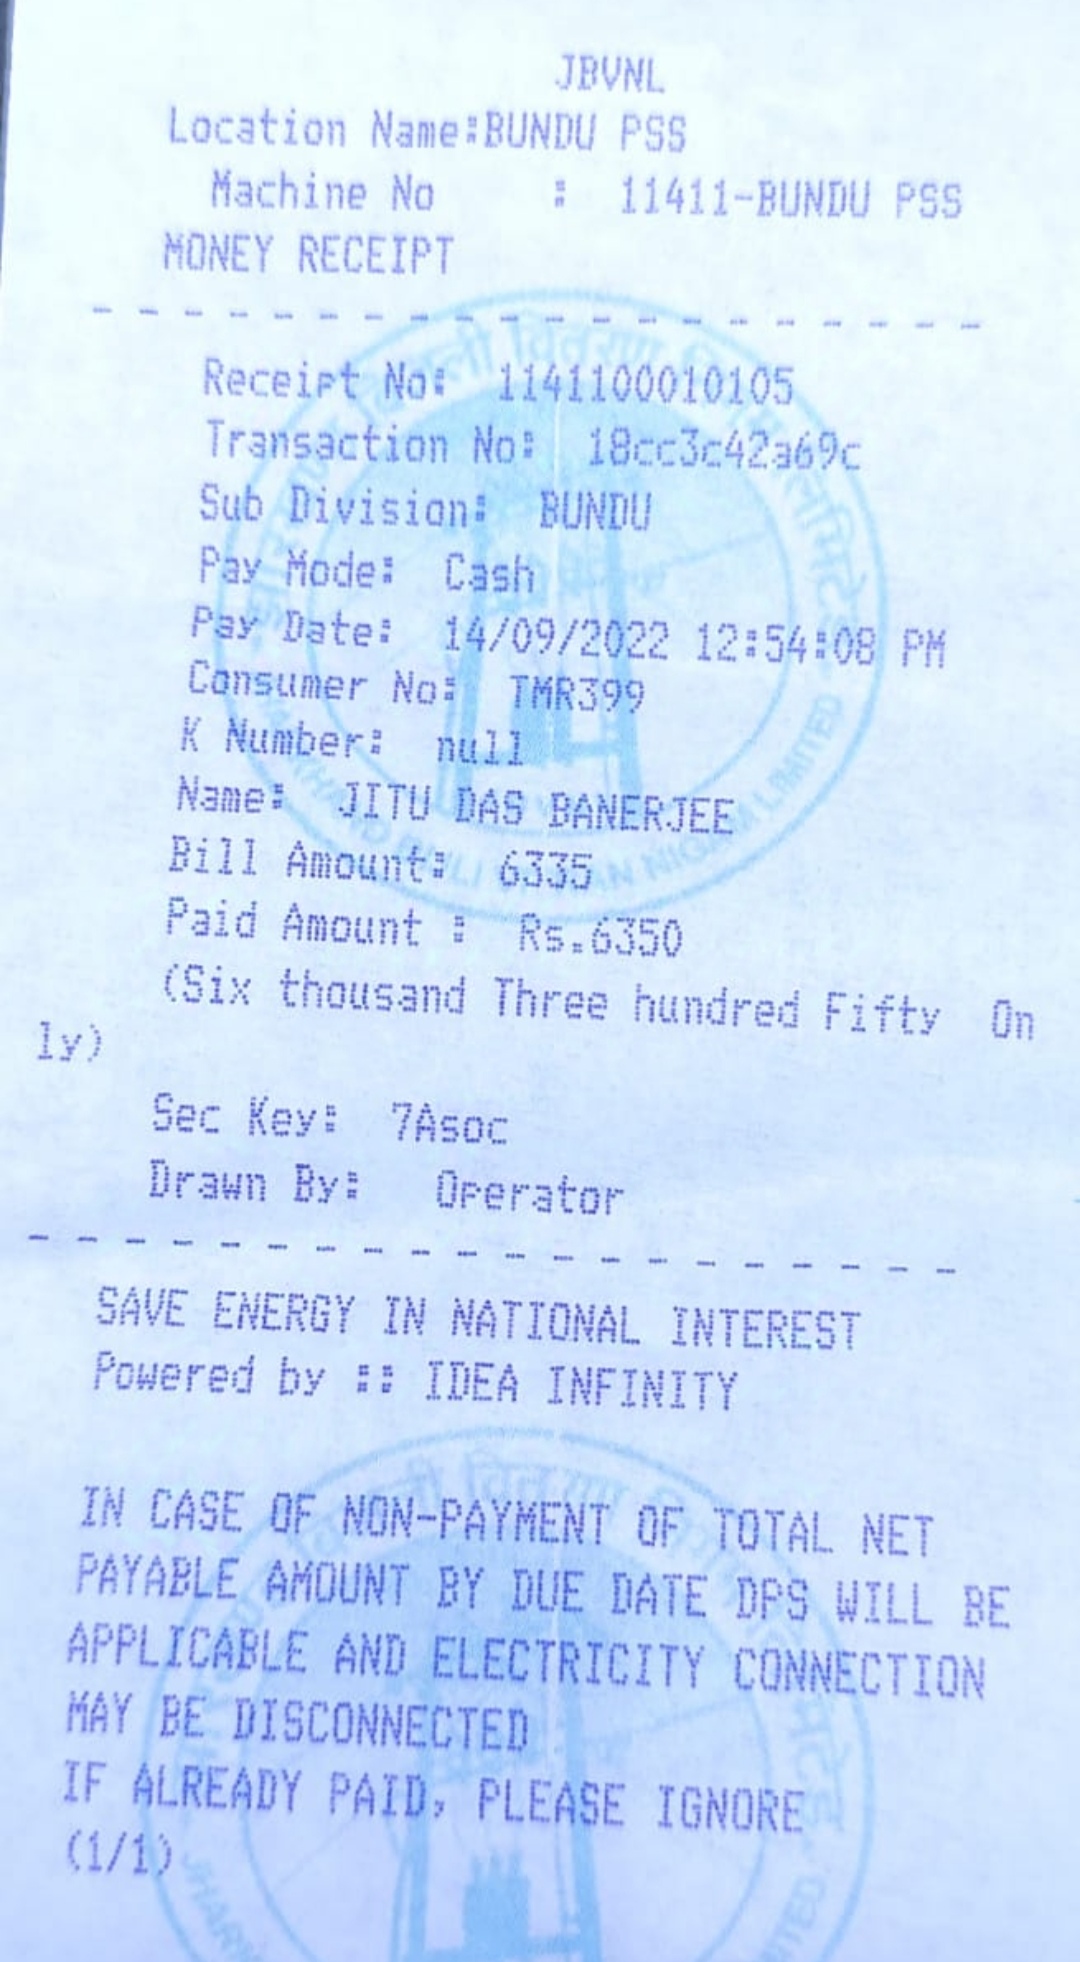 JBVNL
Location Name:BUNDU PSS
Machine No : 11411-BUNDU PSS
MONEY RECEIPT
- - - - - - - - - - - - - - - - - - - -
Receipt No: 1141100010105
Transaction No: 18cc3c42a69c
Sub Division: BUNDU
Pay Mode: Cash
Pay Date: 14/09/2022 12:54:08 PM
Consumer No: TMR399
K Number: null
Name: JITU DAS BANERJEE
Bill Amount: 6335
Paid Amount : Rs.6350
(Six thousand Three hundred Fifty On
ly)
Sec Key: 7Asoc
Drawn By: Operator
- - - - - - - - - - - - - - - - - - - -
SAVE ENERGY IN NATIONAL INTEREST
Powered by :: IDEA INFINITY
IN CASE OF NON-PAYMENT OF TOTAL NET
PAYABLE AMOUNT BY DUE DATE DPS WILL BE
APPLICABLE AND ELECTRICITY CONNECTION
MAY BE DISCONNECTED
IF ALREADY PAID, PLEASE IGNORE
(1/1)